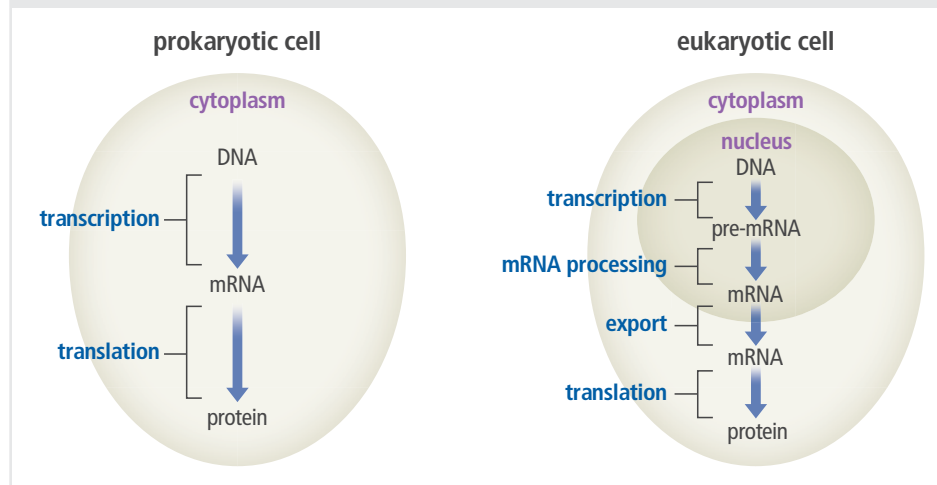 prokaryotic cell
cytoplasm
DNA
transcription
mRNA
translation
protein
eukaryotic cell
cytoplasm
nucleus
DNA
transcription
pre-mRNA
mRNA processing
mRNA
export
mRNA
translation
protein